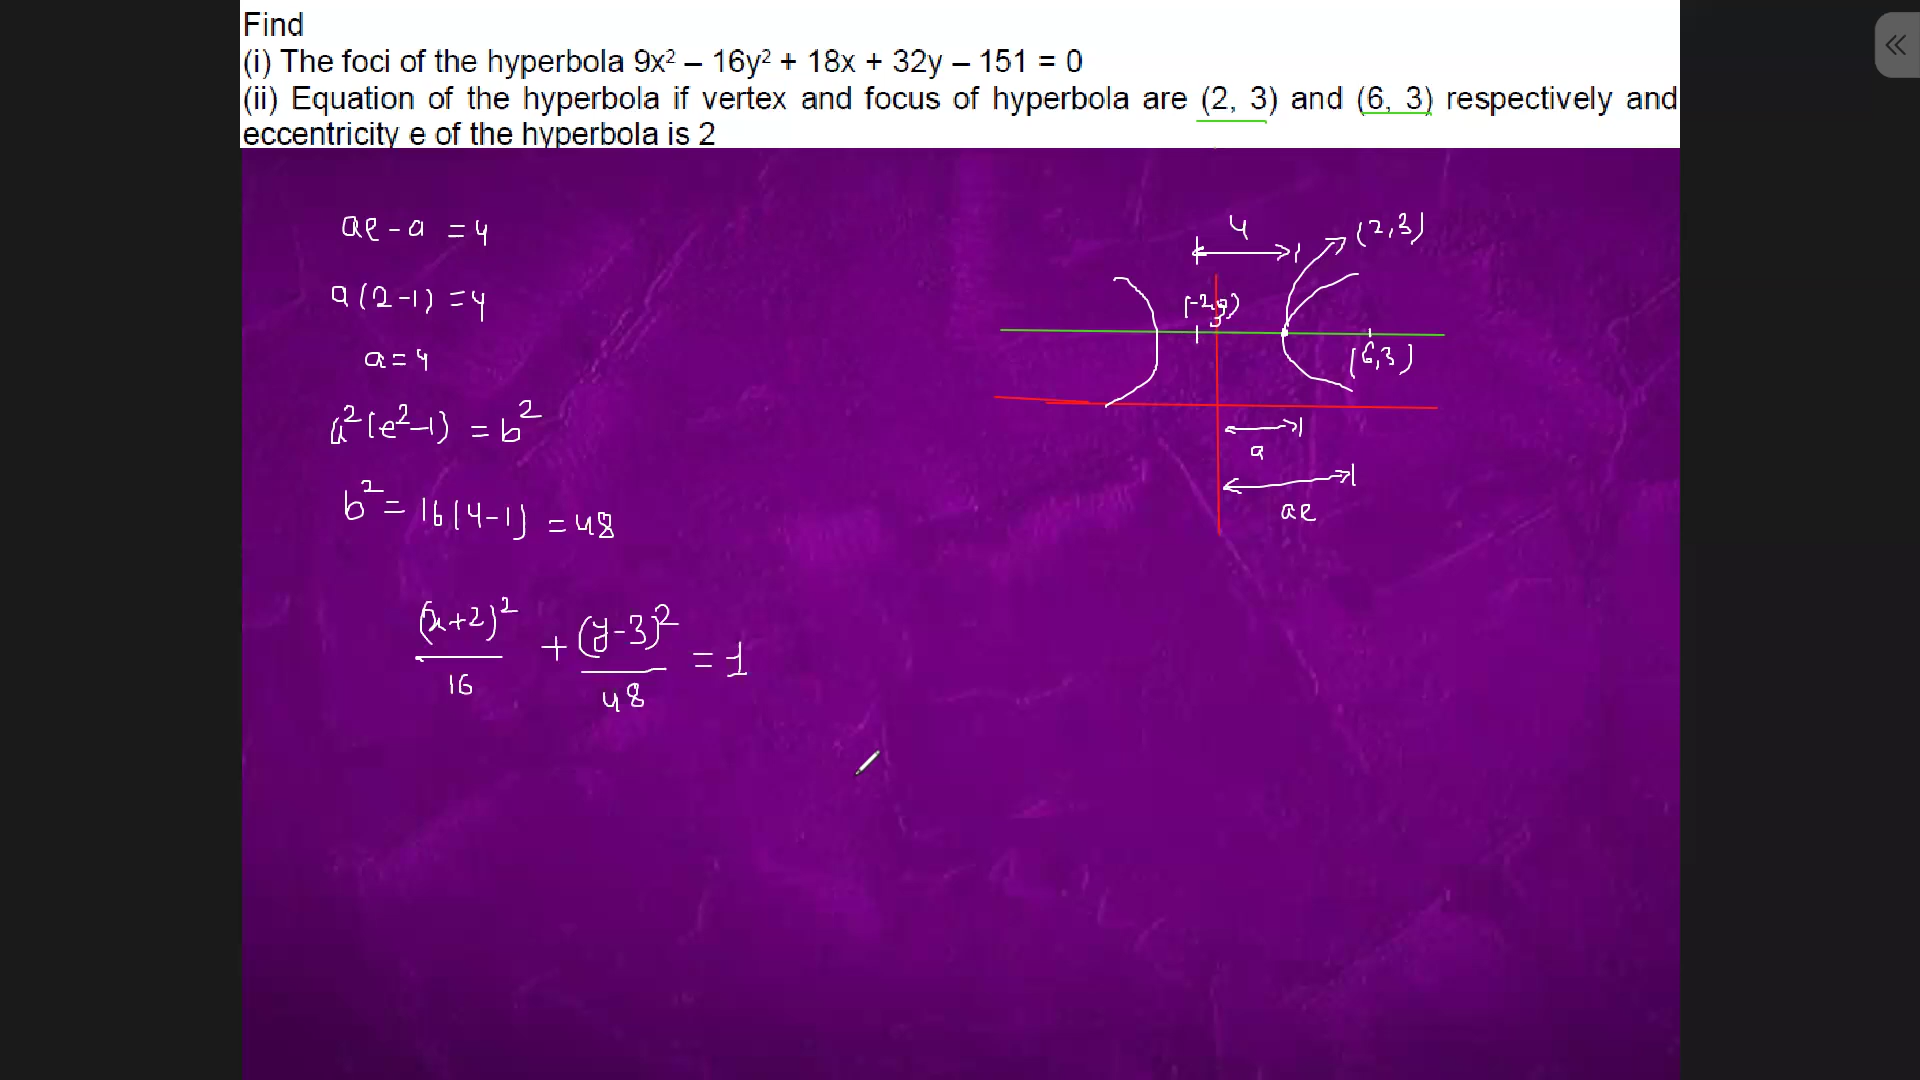 Find
(i) The foci of the hyperbola 9x² – 16y² + 18x + 32y – 151 = 0
(ii) Equation of the hyperbola if vertex and focus of hyperbola are (2, 3) and (6, 3) respectively and
eccentricity e of the hyperbola is 2
ae - a = 4
a(2-1) = 4
a = 4
a²(e²-1) = b²
b² = 16(4-1) = 48
(x+2)²/16 + (y-3)²/48 = 1
4
(2,3)
(6,3)
a
ae